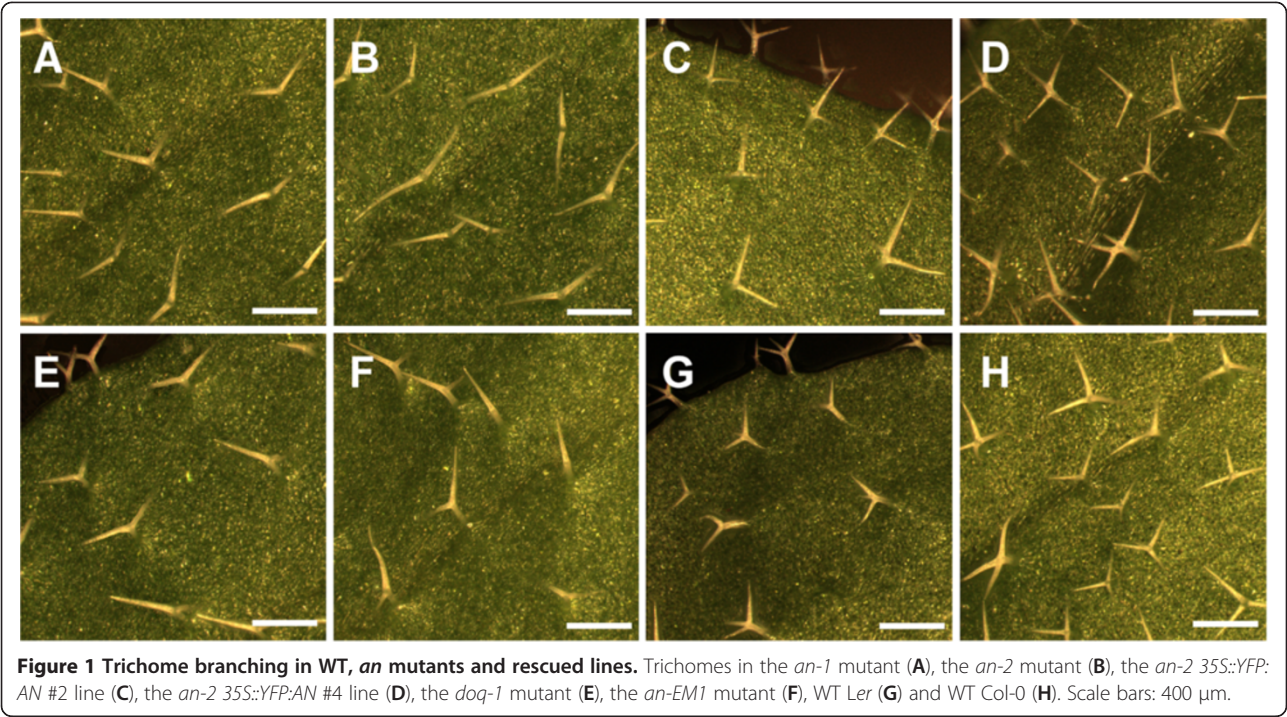 A
B
C
D
E
F
G
H
Figure 1 Trichome branching in WT, an mutants and rescued lines. Trichomes in the an-1 mutant (A), the an-2 mutant (B), the an-2 35S::YFP:
AN #2 line (C), the an-2 35S::YFP:AN #4 line (D), the doq-1 mutant (E), the an-EM1 mutant (F), WT Ler (G) and WT Col-0 (H). Scale bars: 400 μm.